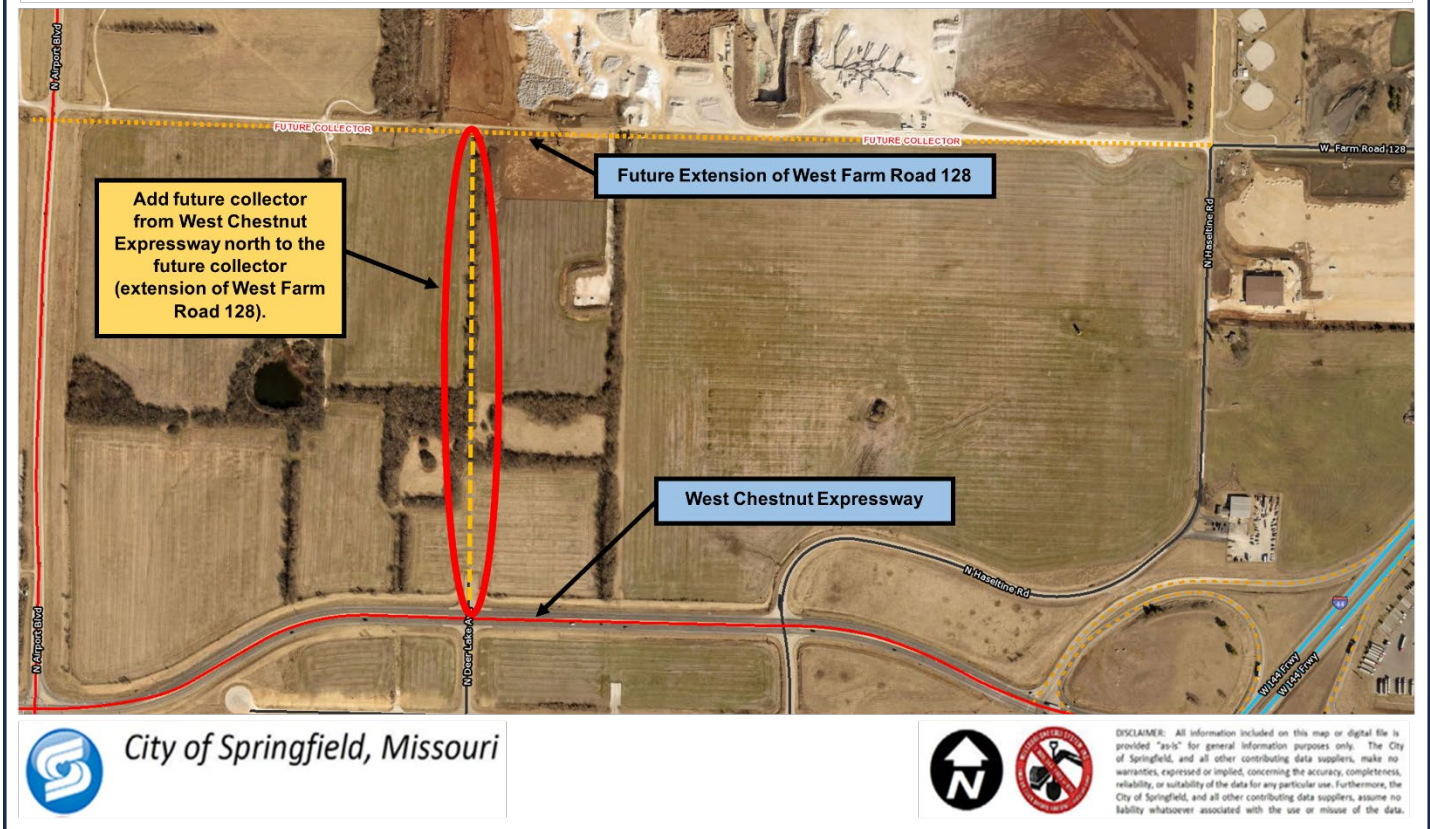 N Airport Blvd
FUTURE COLLECTOR
FUTURE COLLECTOR
W Farm Road 128
Future Extension of West Farm Road 128
Add future collector
from West Chestnut
Expressway north to the
future collector
(extension of West Farm
Road 128).
N Haseltine Rd
West Chestnut Expressway
N Haseltine Rd
44
N Airport Blvd
N Deer Lake A
W I 44 Frwy
W I 44 Frwy
City of Springfield, Missouri
S
N
DISCLAIMER: All information included on this map or digital file is
provided "as-is" for general information purposes only. The City
of Springfield, and all other contributing data suppliers, make no
warranties, expressed or implied, concerning the accuracy, completeness,
reliability, or suitability of the data for any particular use. Furthermore, the
City of Springfield, and all other contributing data suppliers, assume no
liability whatsoever associated with the use or misuse of the data.